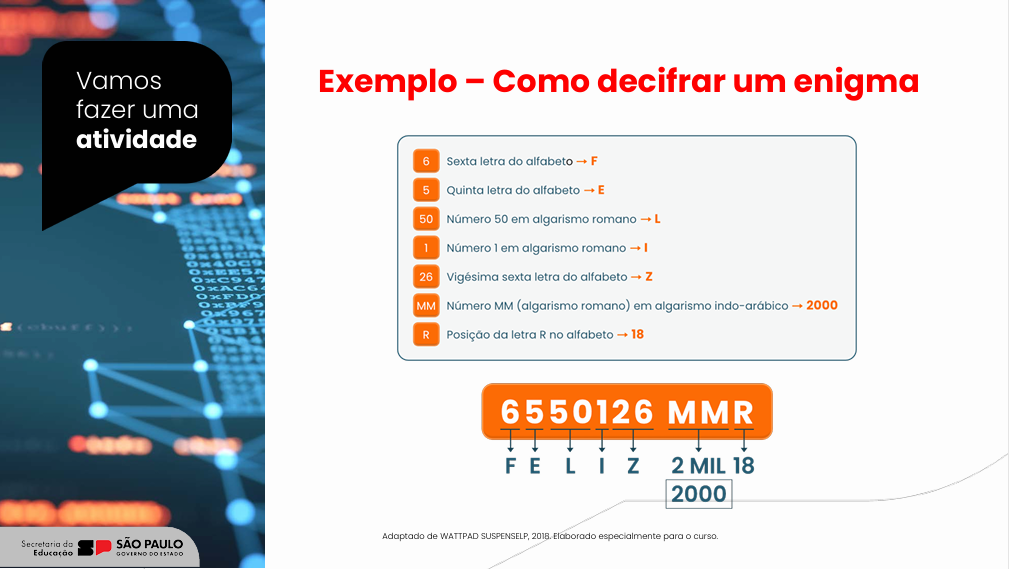 Vamos
fazer uma
atividade
Exemplo – Como decifrar um enigma
6 Sexta letra do alfabeto → F
5 Quinta letra do alfabeto → E
50 Número 50 em algarismo romano → L
1 Número 1 em algarismo romano → I
26 Vigésima sexta letra do alfabeto → Z
MM Número MM (algarismo romano) em algarismo indo-arábico → 2000
R Posição da letra R no alfabeto → 18
6550126 MMR
F E L I Z 2 MIL 18
2000
Adaptado de WATTPAD SUSPENSELP, 2018. Elaborado especialmente para o curso.
Secretaria da
Educação
SÃO PAULO
GOVERNO DO ESTADO